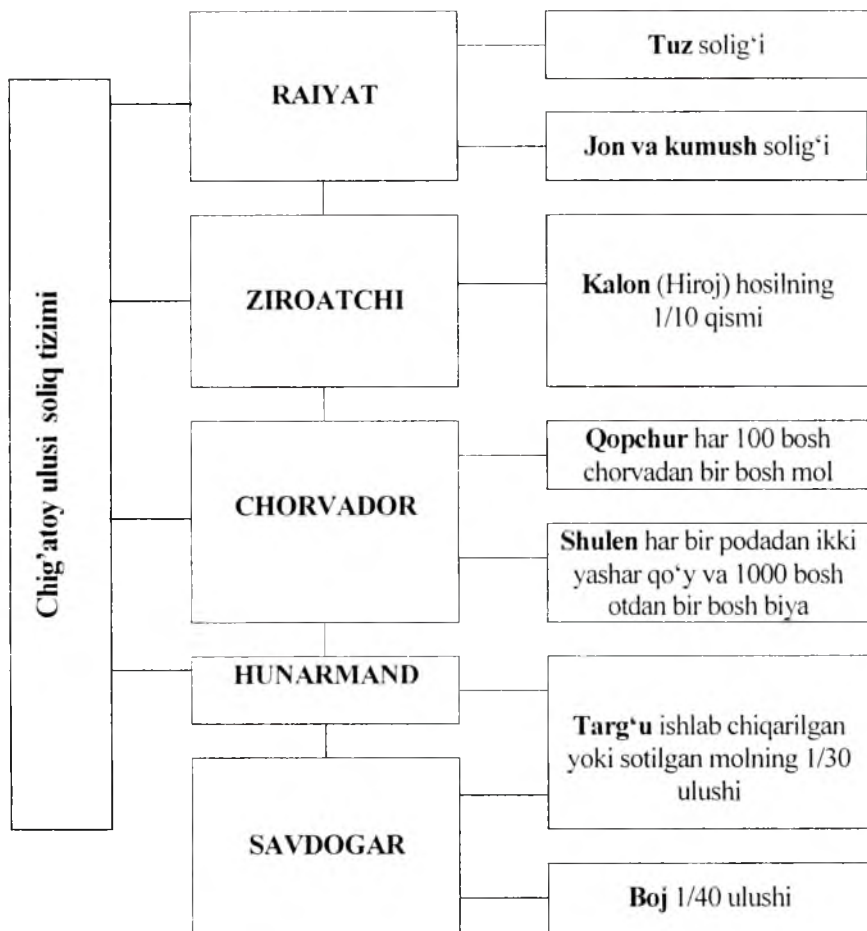 Chig'atoy ulusi soliq tizimi
RAIYAT
Tuz solig‘i
Jon va kumush solig‘i
ZIROATCHI
Kalon (Hiroj) hosilning
1/10 qismi
CHORVADOR
Qopchur har 100 bosh
chorvadan bir bosh mol
Shulen har bir podadan ikki
yashar qo‘y va 1000 bosh
otdan bir bosh biya
HUNARMAND
Targ‘u ishlab chiqarilgan
yoki sotilgan molning 1/30
ulushi
SAVDOGAR
Boj 1/40 ulushi